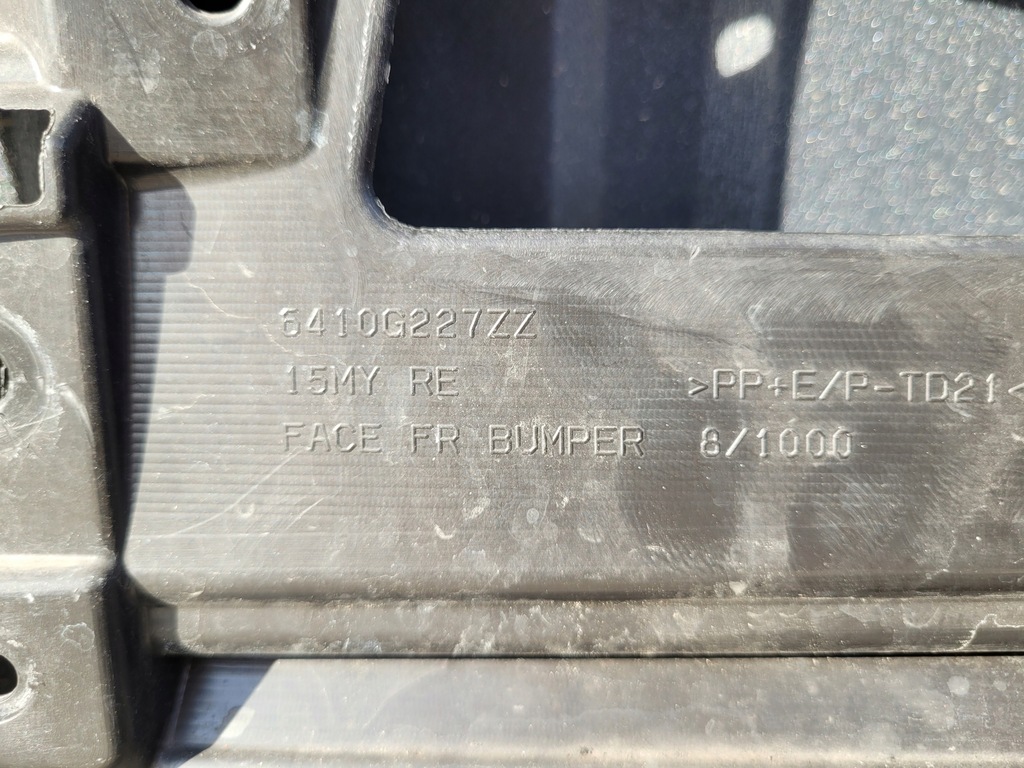 6410G227ZZ
15MY RE >PP+E/P-TD21<
FACE FR BUMPER 8/1000